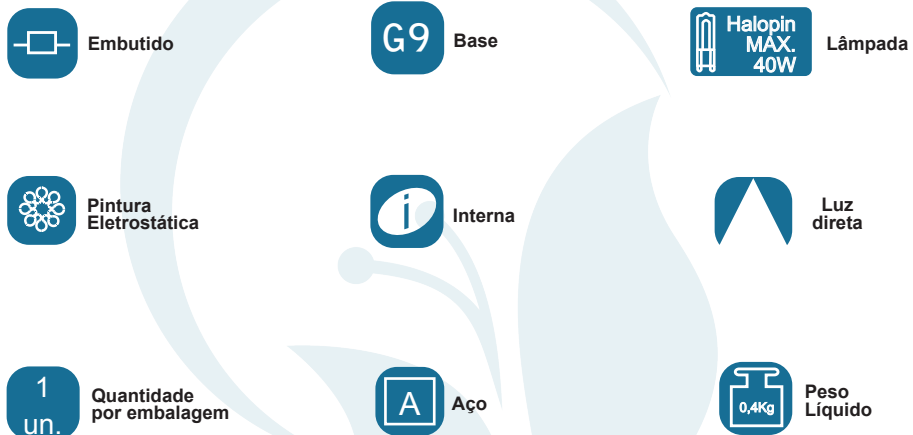 Embutido
G9
Base
Halopin
MÁX.
40W
Lâmpada
Pintura
Eletrostática
i
Interna
Luz
direta
1
un.
Quantidade
por embalagem
A
Aço
0,4Kg
Peso
Líquido